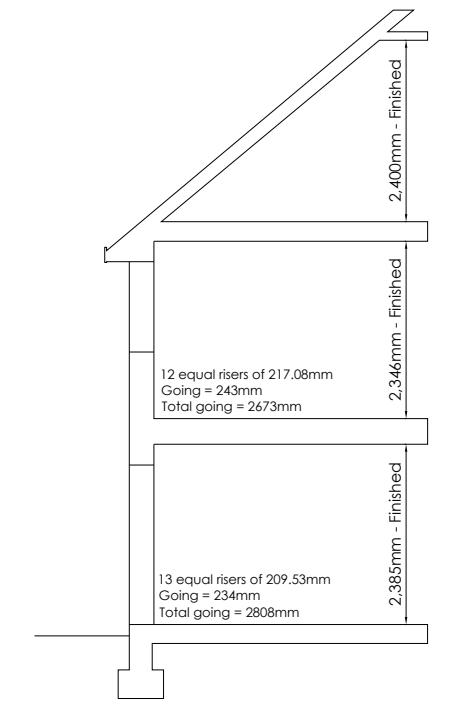 2,400mm - Finished
12 equal risers of 217.08mm
Going = 243mm
Total going = 2673mm
2,346mm - Finished
13 equal risers of 209.53mm
Going = 234mm
Total going = 2808mm
2,385mm - Finished